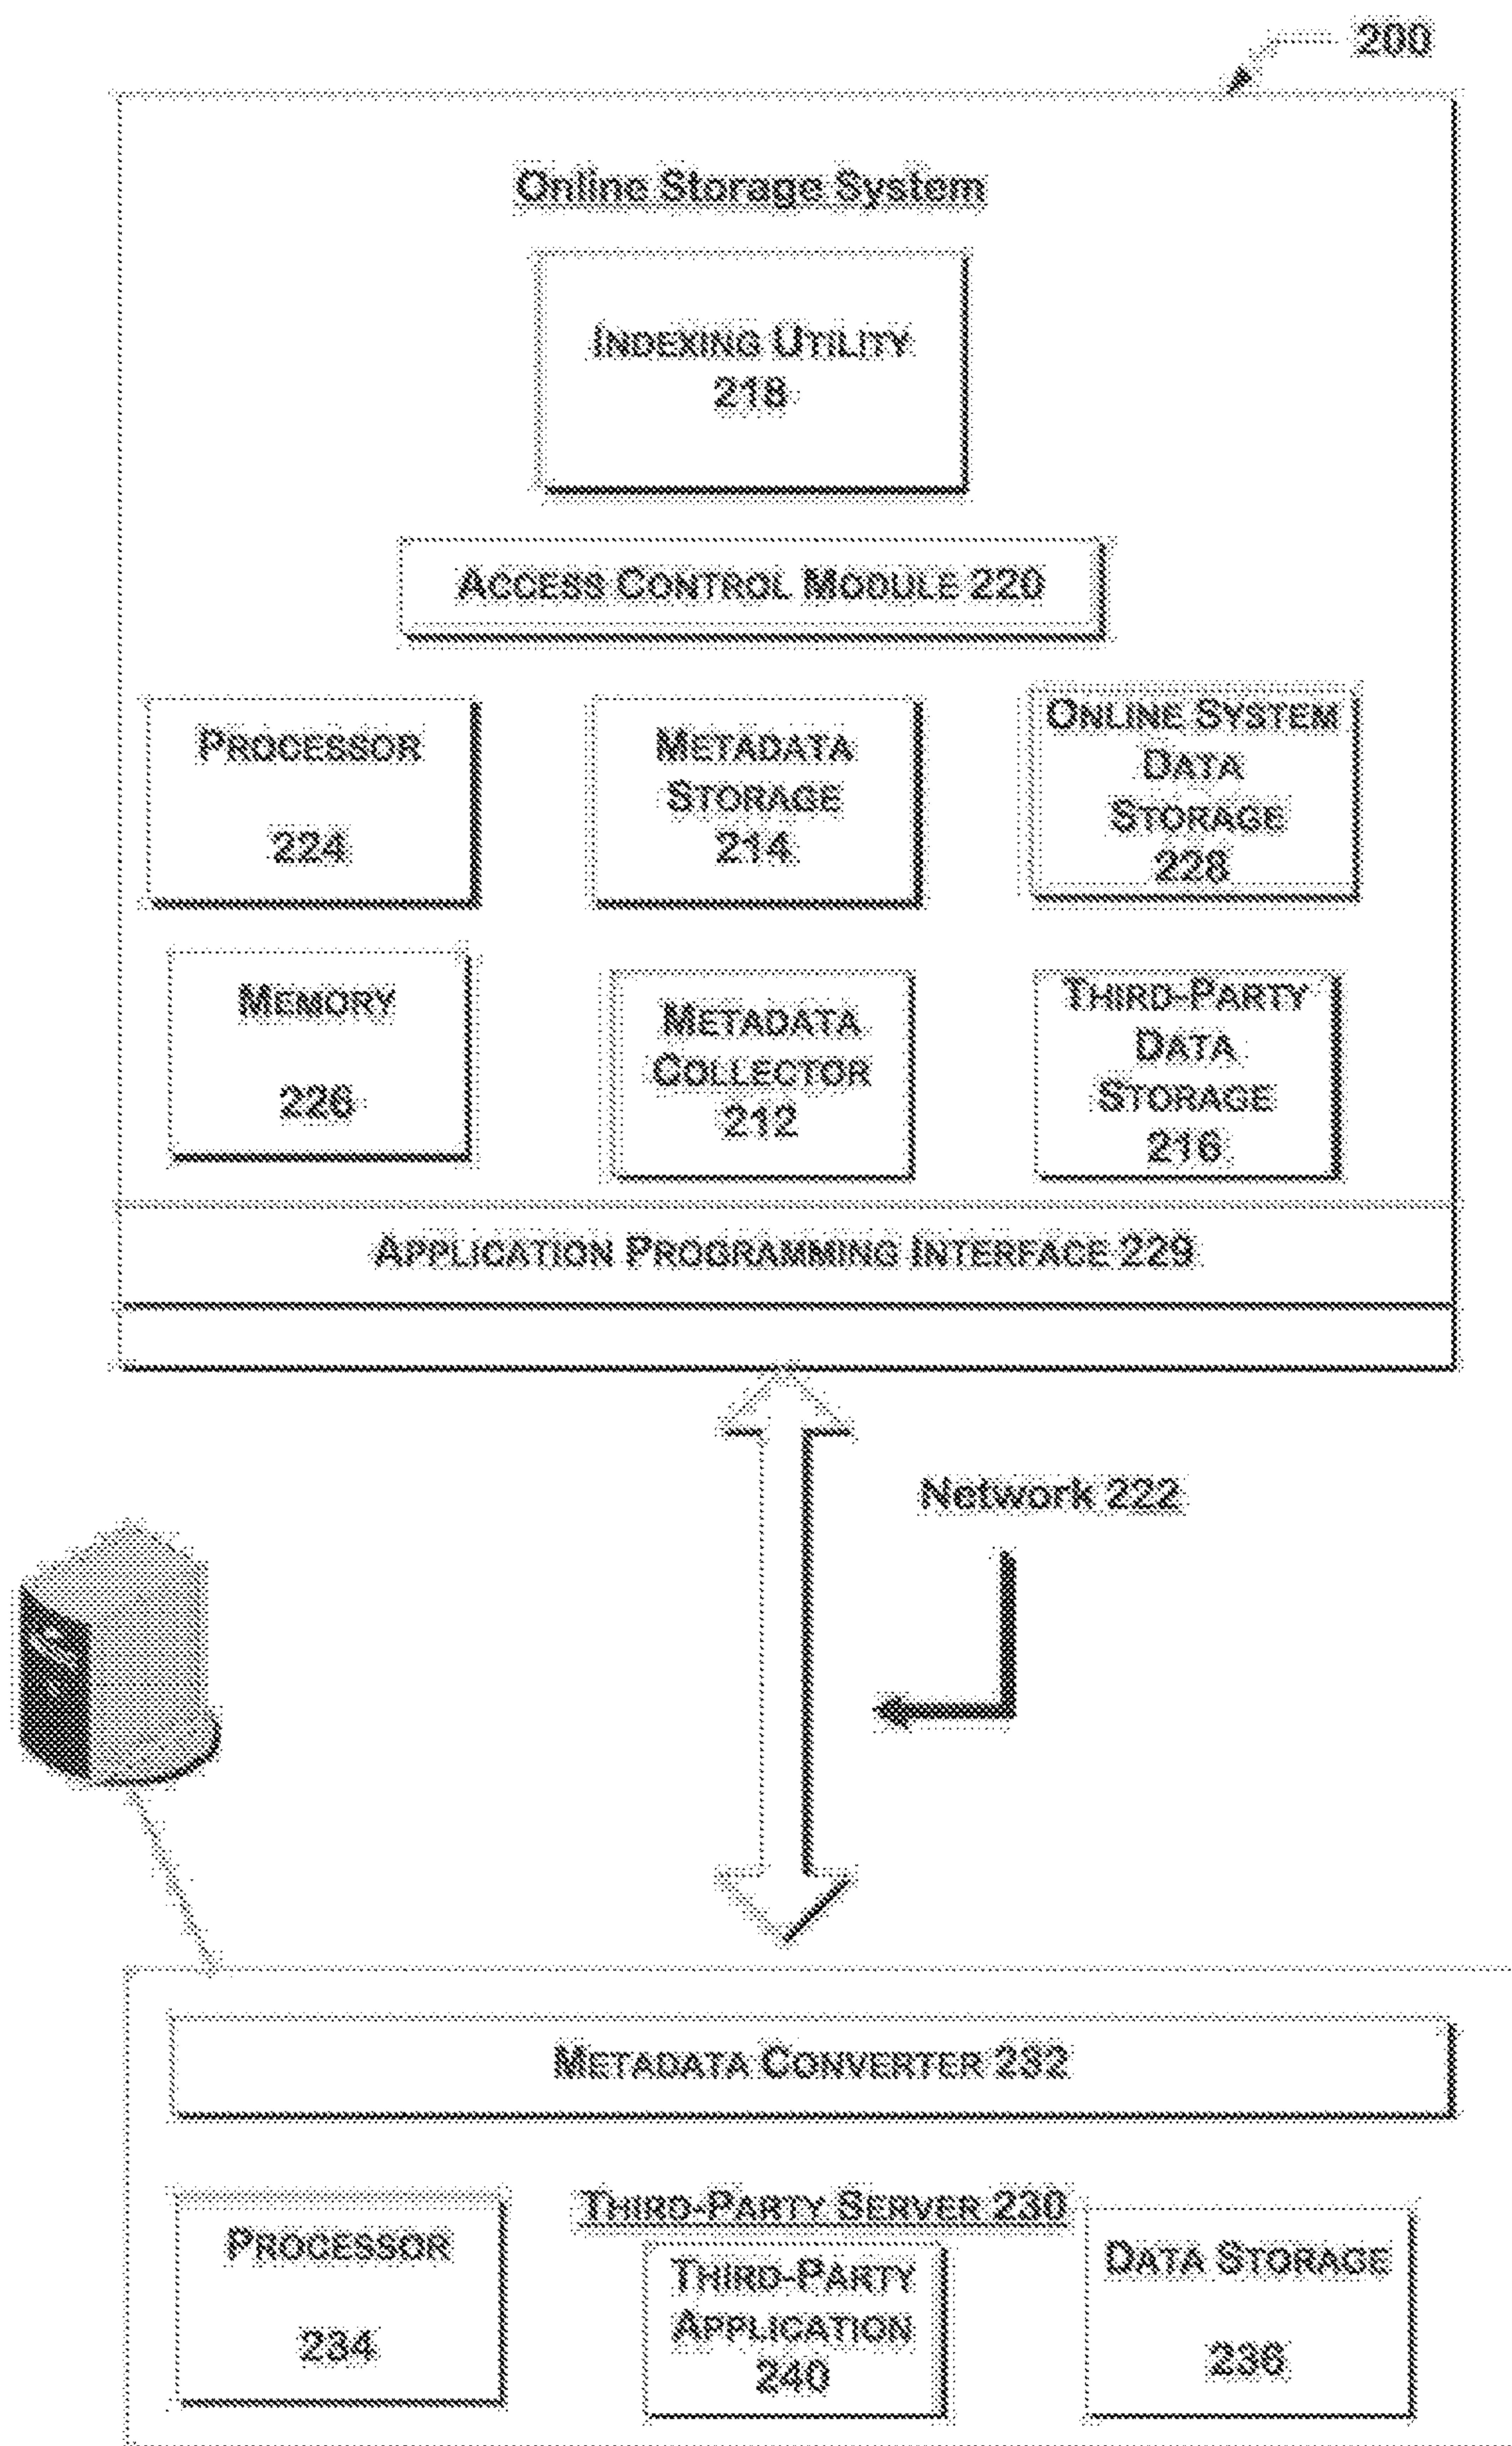 200
Online Storage System
INDEXING UTILITY
218
ACCESS CONTROL MODULE 220
PROCESSOR
224
METADATA
STORAGE
214
ONLINE SYSTEM
DATA
STORAGE
228
MEMORY
226
METADATA
COLLECTOR
212
THIRD-PARTY
DATA
STORAGE
216
APPLICATION PROGRAMMING INTERFACE 229
Network 222
METADATA CONVERTER 232
THIRD-PARTY SERVER 230
PROCESSOR
234
THIRD-PARTY
APPLICATION
240
DATA STORAGE
236